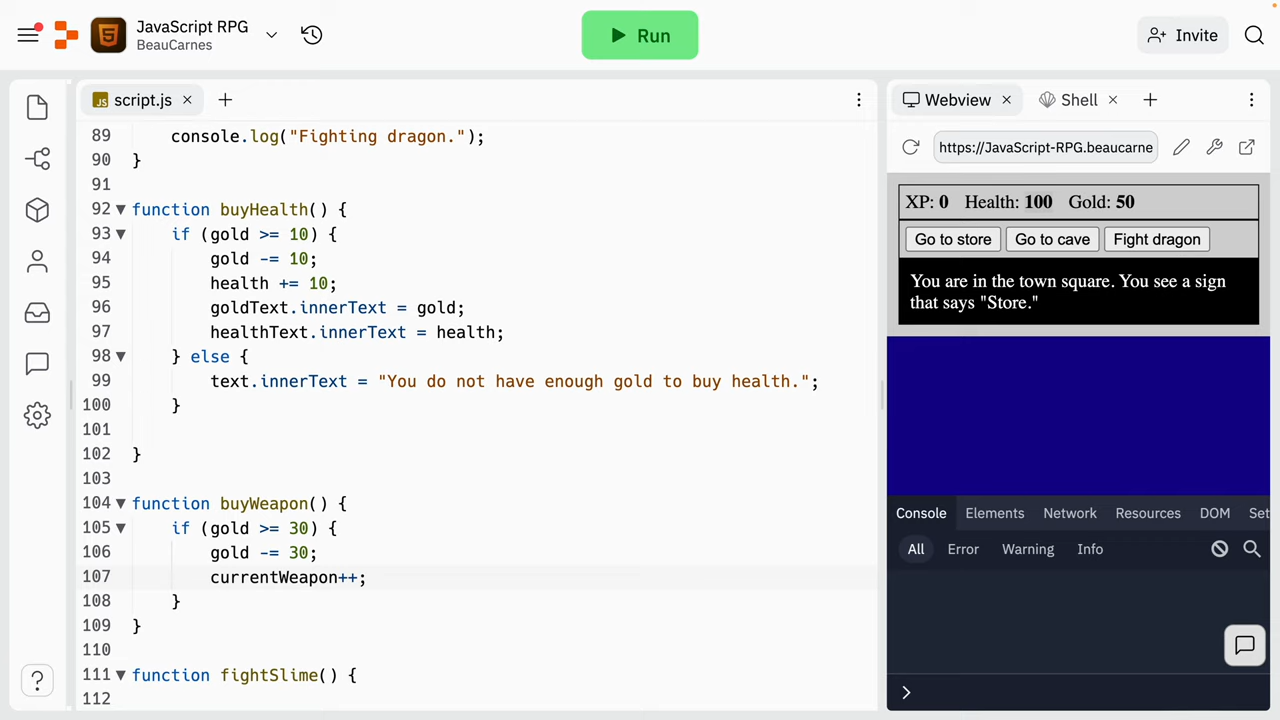 JavaScript RPG
BeauCarnes
Run
Invite
JS script.js
Webview
Shell
https://JavaScript-RPG.beaucarne
89 console.log("Fighting dragon.");
90 }
91
92 function buyHealth() {
93 if (gold >= 10) {
94 gold -= 10;
95 health += 10;
96 goldText.innerText = gold;
97 healthText.innerText = health;
98 } else {
99 text.innerText = "You do not have enough gold to buy health.";
100 }
101
102 }
103
104 function buyWeapon() {
105 if (gold >= 30) {
106 gold -= 30;
107 currentWeapon++;
108 }
109 }
110
111 function fightSlime() {
112
XP: 0 Health: 100 Gold: 50
Go to store Go to cave Fight dragon
You are in the town square. You see a sign
that says "Store."
Console Elements Network Resources DOM Set
All Error Warning Info
>
?